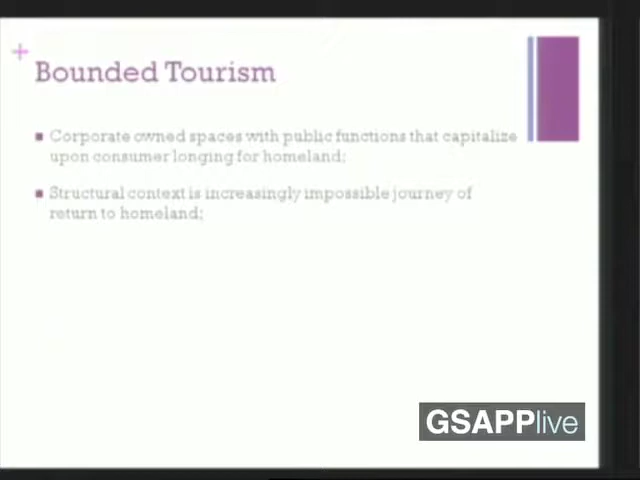 +
Bounded Tourism
Corporate owned spaces with public functions that capitalize
upon consumer longing for homeland;
Structural context is increasingly impossible journey of
return to homeland;
GSAPPlive